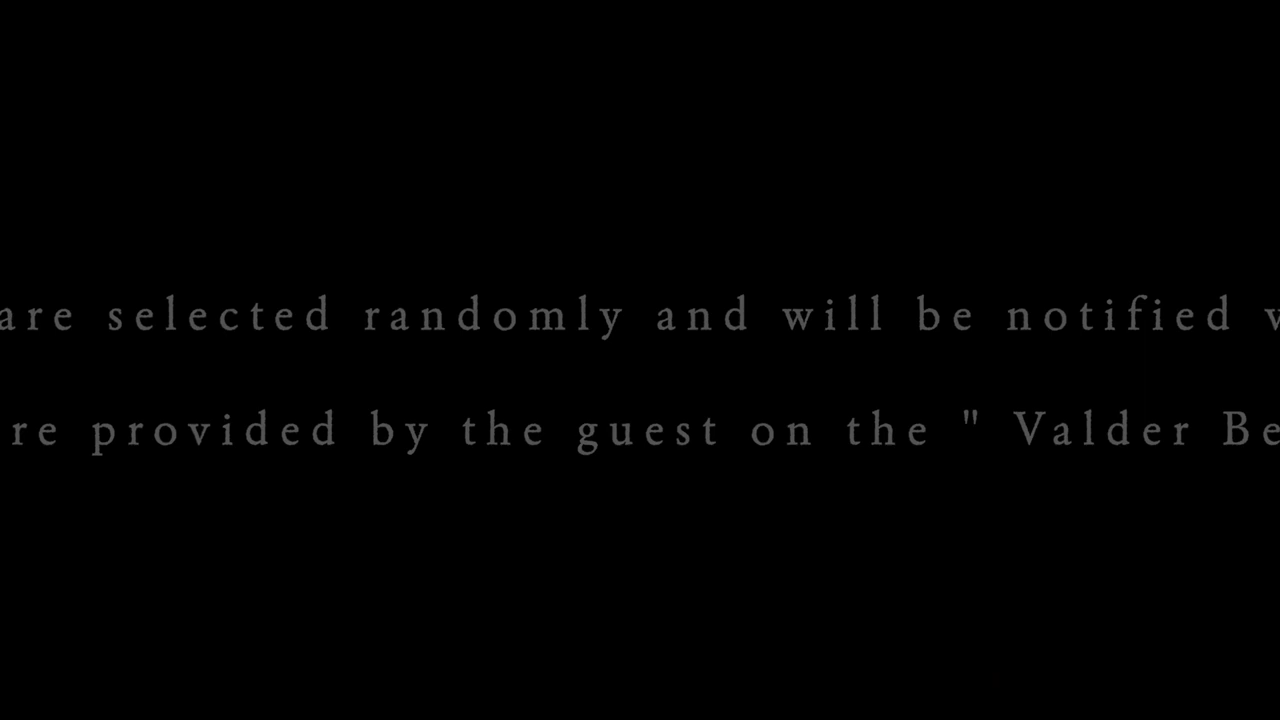 are selected randomly and will be notified
provided by the guest on the " Valder